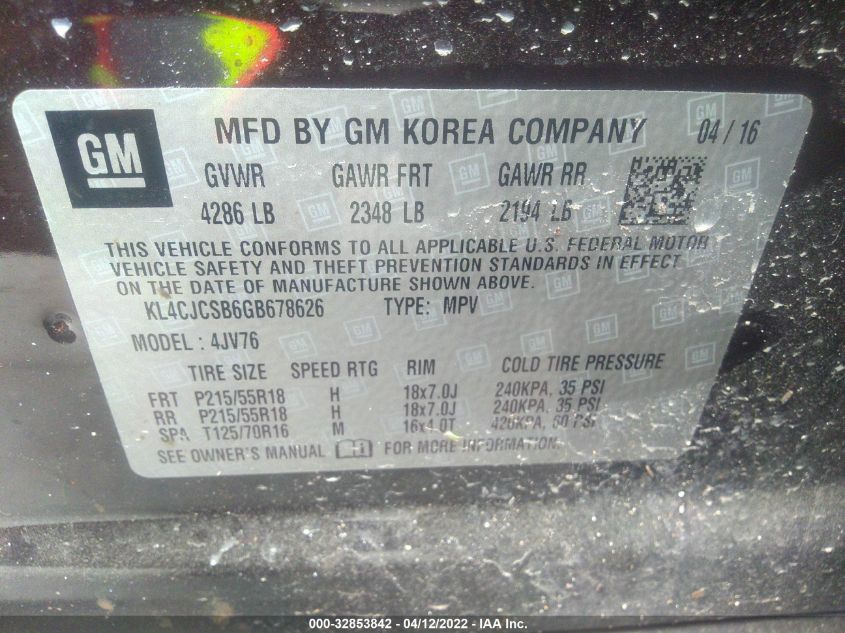 GM
MFD BY GM KOREA COMPANY 04 / 16
GVWR GAWR FRT GAWR RR
4286 LB 2348 LB 2194 LB
THIS VEHICLE CONFORMS TO ALL APPLICABLE U.S. FEDERAL MOTOR
VEHICLE SAFETY AND THEFT PREVENTION STANDARDS IN EFFECT
ON THE DATE OF MANUFACTURE SHOWN ABOVE.
KL4CJCSB6GB678626 TYPE: MPV
MODEL : 4JV76
TIRE SIZE SPEED RTG RIM COLD TIRE PRESSURE
FRT P215/55R18 H 18x7.0J 240KPA, 35 PSI
RR P215/55R18 H 18x7.0J 240KPA, 35 PSI
SPA T125/70R16 M 16x4.0T 420KPA, 60 PSI
SEE OWNER'S MANUAL FOR MORE INFORMATION.
000-32853842 - 04/12/2022 - IAA Inc.